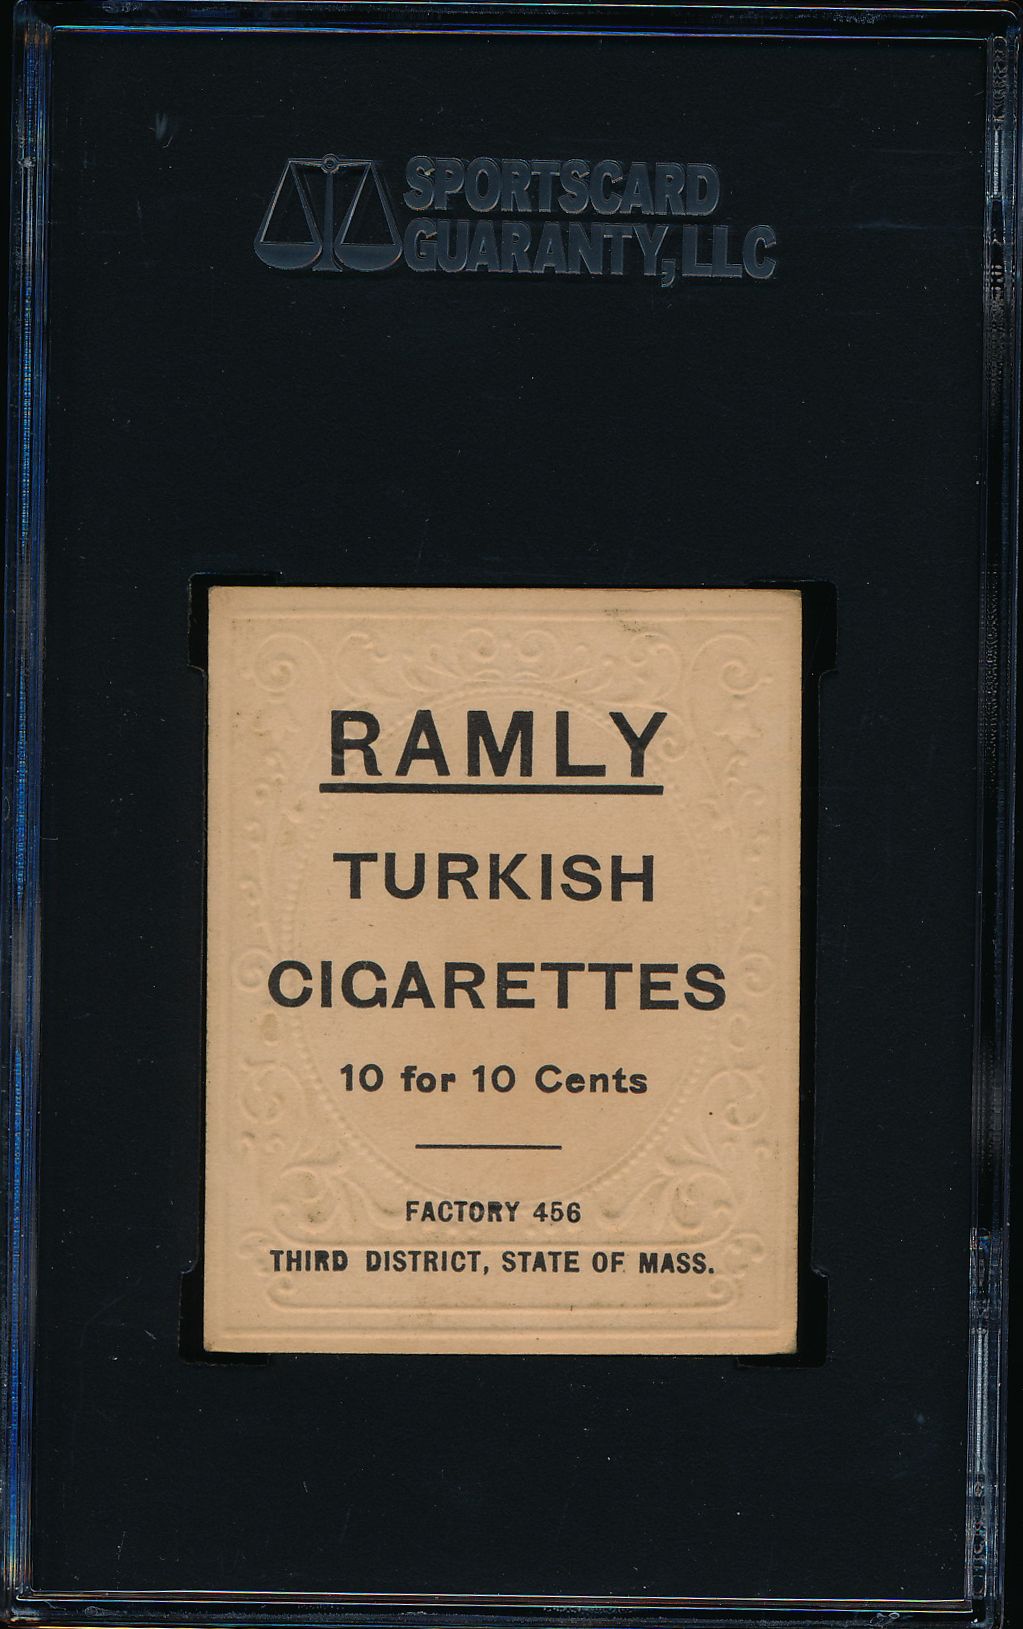 SPORTSCARD
GUARANTY, LLC
RAMLY
TURKISH
CIGARETTES
10 for 10 Cents
FACTORY 456
THIRD DISTRICT, STATE OF MASS.